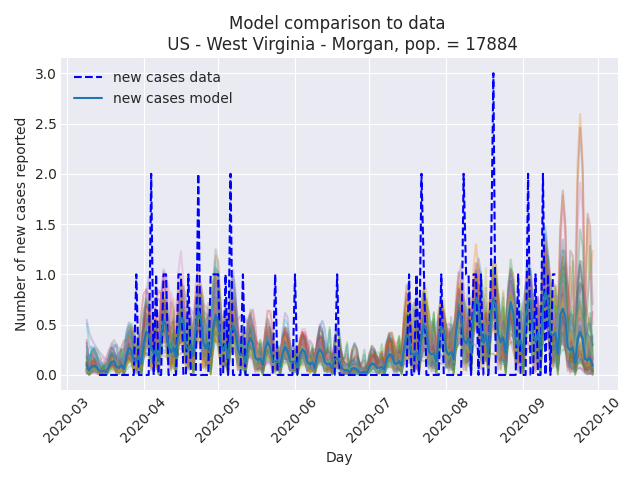 Model comparison to data
US - West Virginia - Morgan, pop. = 17884
new cases data
new cases model
Number of new cases reported
3.0
2.5
2.0
1.5
1.0
0.5
0.0
2020-03
2020-04
2020-05
2020-06
2020-07
2020-08
2020-09
2020-10
Day